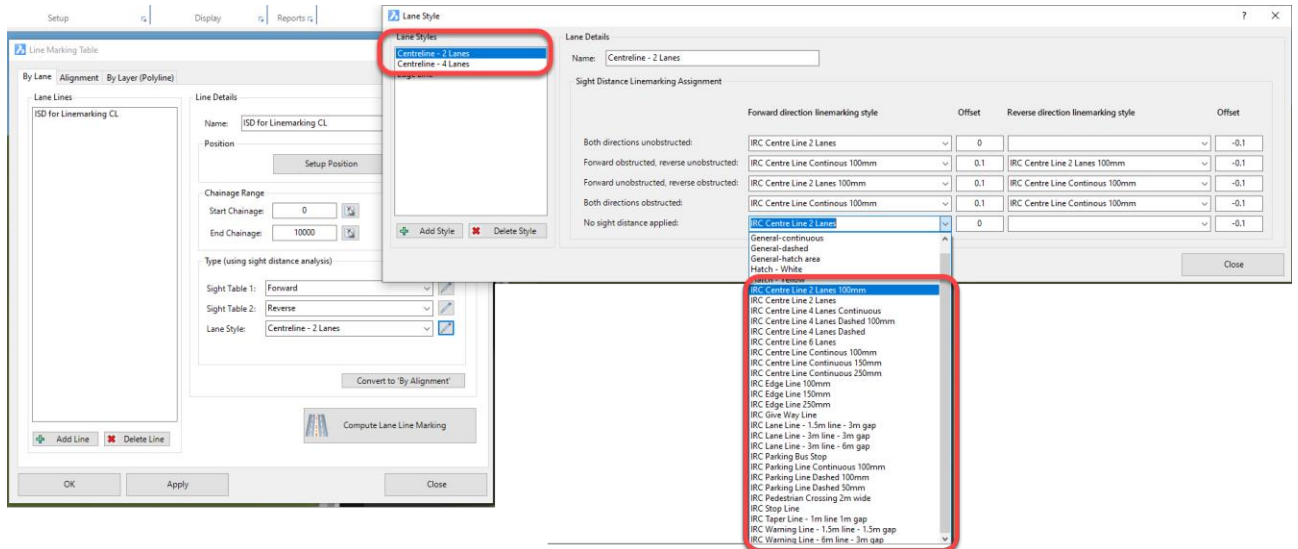 Setup
Display
Reports
Line Marking Table
By Lane Alignment By Layer (Polyline)
Lane Lines
ISD for Linemarking CL
Add Line Delete Line
Line Details
Name: ISD for Linemarking CL
Position
Setup Position
Chainage Range
Start Chainage: 0
End Chainage: 10000
Type (using sight distance analysis)
Sight Table 1: Forward
Sight Table 2: Reverse
Lane Style: Centreline - 2 Lanes
Convert to 'By Alignment'
Compute Lane Line Marking
OK Apply Close
Lane Style ? ×
Lane Styles
Centreline - 2 Lanes
Centreline - 4 Lanes
Edge Line
Add Style Delete Style
Lane Details
Name: Centreline - 2 Lanes
Sight Distance Linemarking Assignment
Forward direction linemarking style Offset Reverse direction linemarking style Offset
Both directions unobstructed: IRC Centre Line 2 Lanes 0 -0.1
Forward obstructed, reverse unobstructed: IRC Centre Line Continous 100mm 0.1 IRC Centre Line 2 Lanes 100mm -0.1
Forward unobstructed, reverse obstructed: IRC Centre Line 2 Lanes 100mm 0.1 IRC Centre Line Continous 100mm -0.1
Both directions obstructed: IRC Centre Line Continous 100mm 0.1 IRC Centre Line Continous 100mm -0.1
No sight distance applied: IRC Centre Line 2 Lanes 0 -0.1
General-continuous
General-dashed
General-hatch area
Hatch - White
Hatch - Yellow
IRC Centre Line 2 Lanes 100mm
IRC Centre Line 2 Lanes
IRC Centre Line 4 Lanes Continuous
IRC Centre Line 4 Lanes Dashed 100mm
IRC Centre Line 4 Lanes Dashed
IRC Centre Line 6 Lanes
IRC Centre Line Continous 100mm
IRC Centre Line Continuous 150mm
IRC Centre Line Continuous 250mm
IRC Edge Line 100mm
IRC Edge Line 150mm
IRC Edge Line 250mm
IRC Give Way Line
IRC Lane Line - 1.5m line - 3m gap
IRC Lane Line - 3m line - 3m gap
IRC Lane Line - 3m line - 6m gap
IRC Parking Bus Stop
IRC Parking Line Continuous 100mm
IRC Parking Line Dashed 100mm
IRC Parking Line Dashed 50mm
IRC Pedestrian Crossing 2m wide
IRC Stop Line
IRC Taper Line - 1m line 1m gap
IRC Warning Line - 1.5m line - 1.5m gap
IRC Warning Line - 6m line - 3m gap
Close